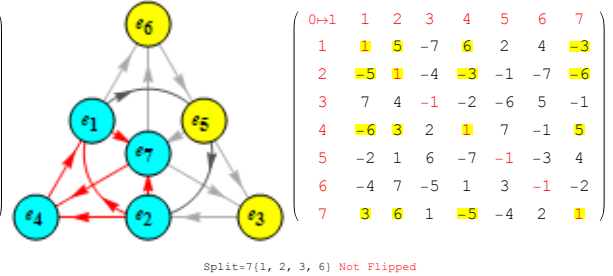 e6
e1
e5
e7
e4
e2
e3
0↦1 1 2 3 4 5 6 7
1 1 5 -7 6 2 4 -3
2 -5 1 -4 -3 -1 -7 -6
3 7 4 -1 -2 -6 5 -1
4 -6 3 2 1 7 -1 5
5 -2 1 6 -7 -1 -3 4
6 -4 7 -5 1 3 -1 -2
7 3 6 1 -5 -4 2 1
Split=7{1, 2, 3, 6} Not Flipped